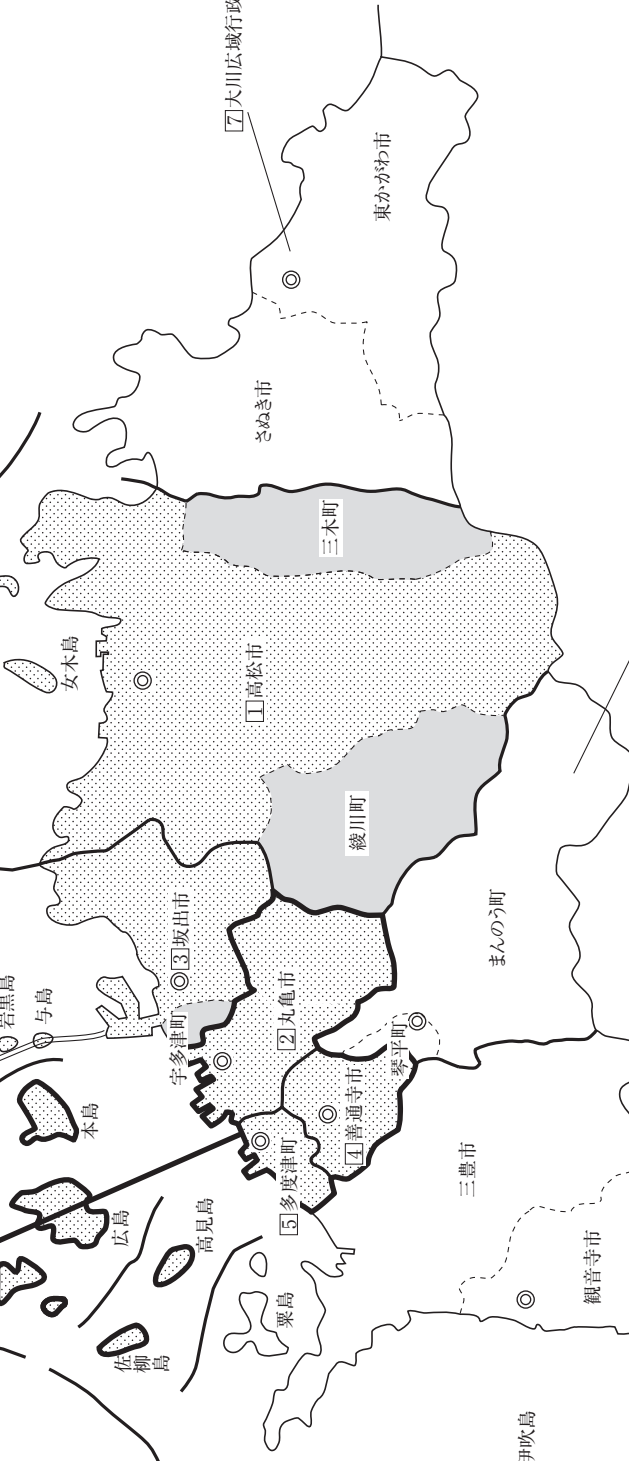 7 大川広域行政
東かがわ市
さぬき市
三木町
女木島
1 高松市
綾川町
3 坂出市
岩黒島
与島
宇多津町
2 丸亀市
まんのう町
琴平町
本島
4 善通寺市
5 多度津町
広島
高見島
三豊市
粟島
佐柳島
観音寺市
伊吹島